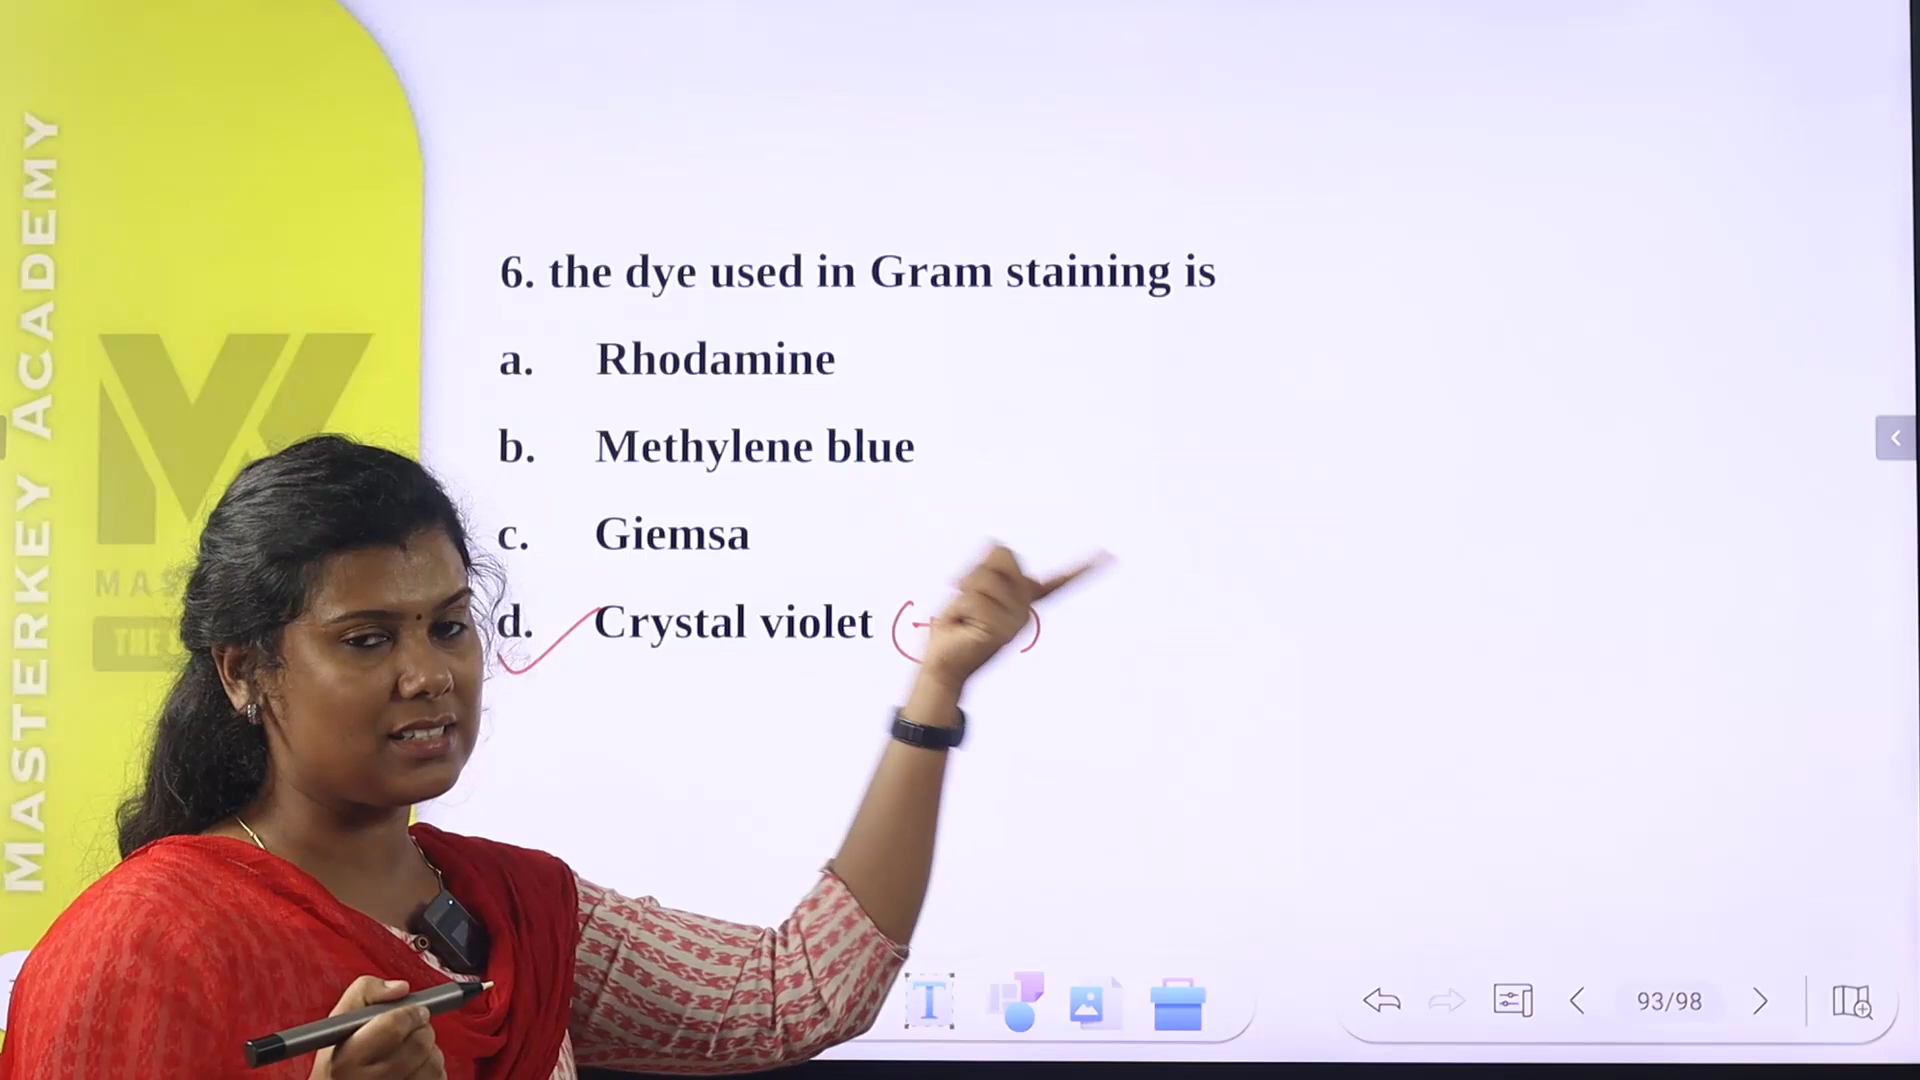 MASTERKEY ACADEMY
6. the dye used in Gram staining is
a. Rhodamine
b. Methylene blue
c. Giemsa
d. Crystal violet
T
93/98